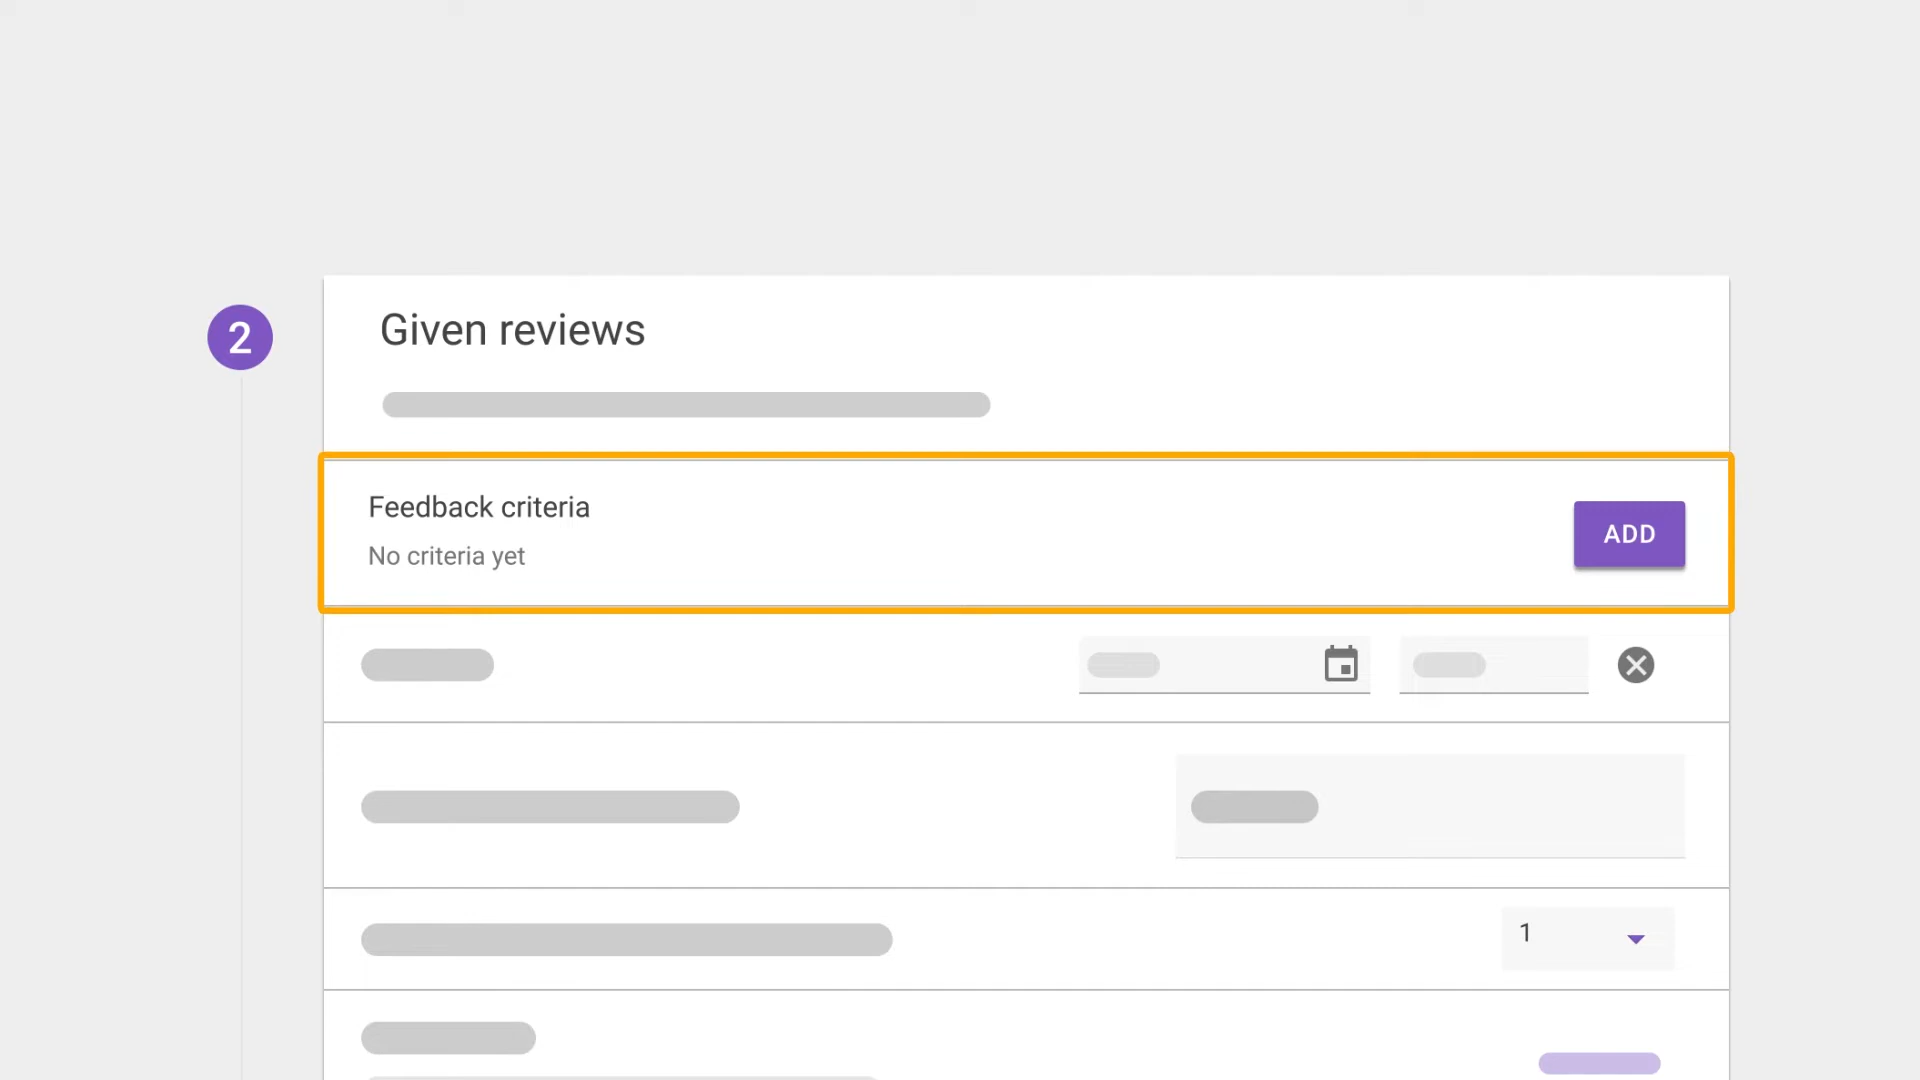 2
Given reviews
Feedback criteria
No criteria yet
ADD
1